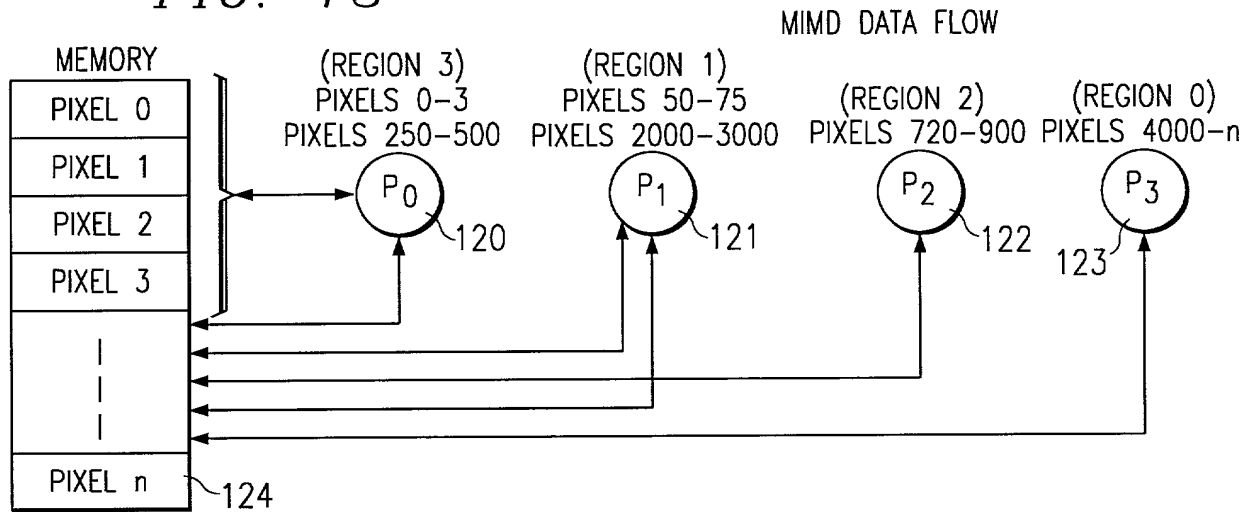 MIMD DATA FLOW
MEMORY
PIXEL 0
PIXEL 1
PIXEL 2
PIXEL 3
PIXEL n
124
(REGION 3)
PIXELS 0-3
PIXELS 250-500
P0
120
(REGION 1)
PIXELS 50-75
PIXELS 2000-3000
P1
121
(REGION 2)
PIXELS 720-900
P2
122
(REGION 0)
PIXELS 4000-n
P3
123